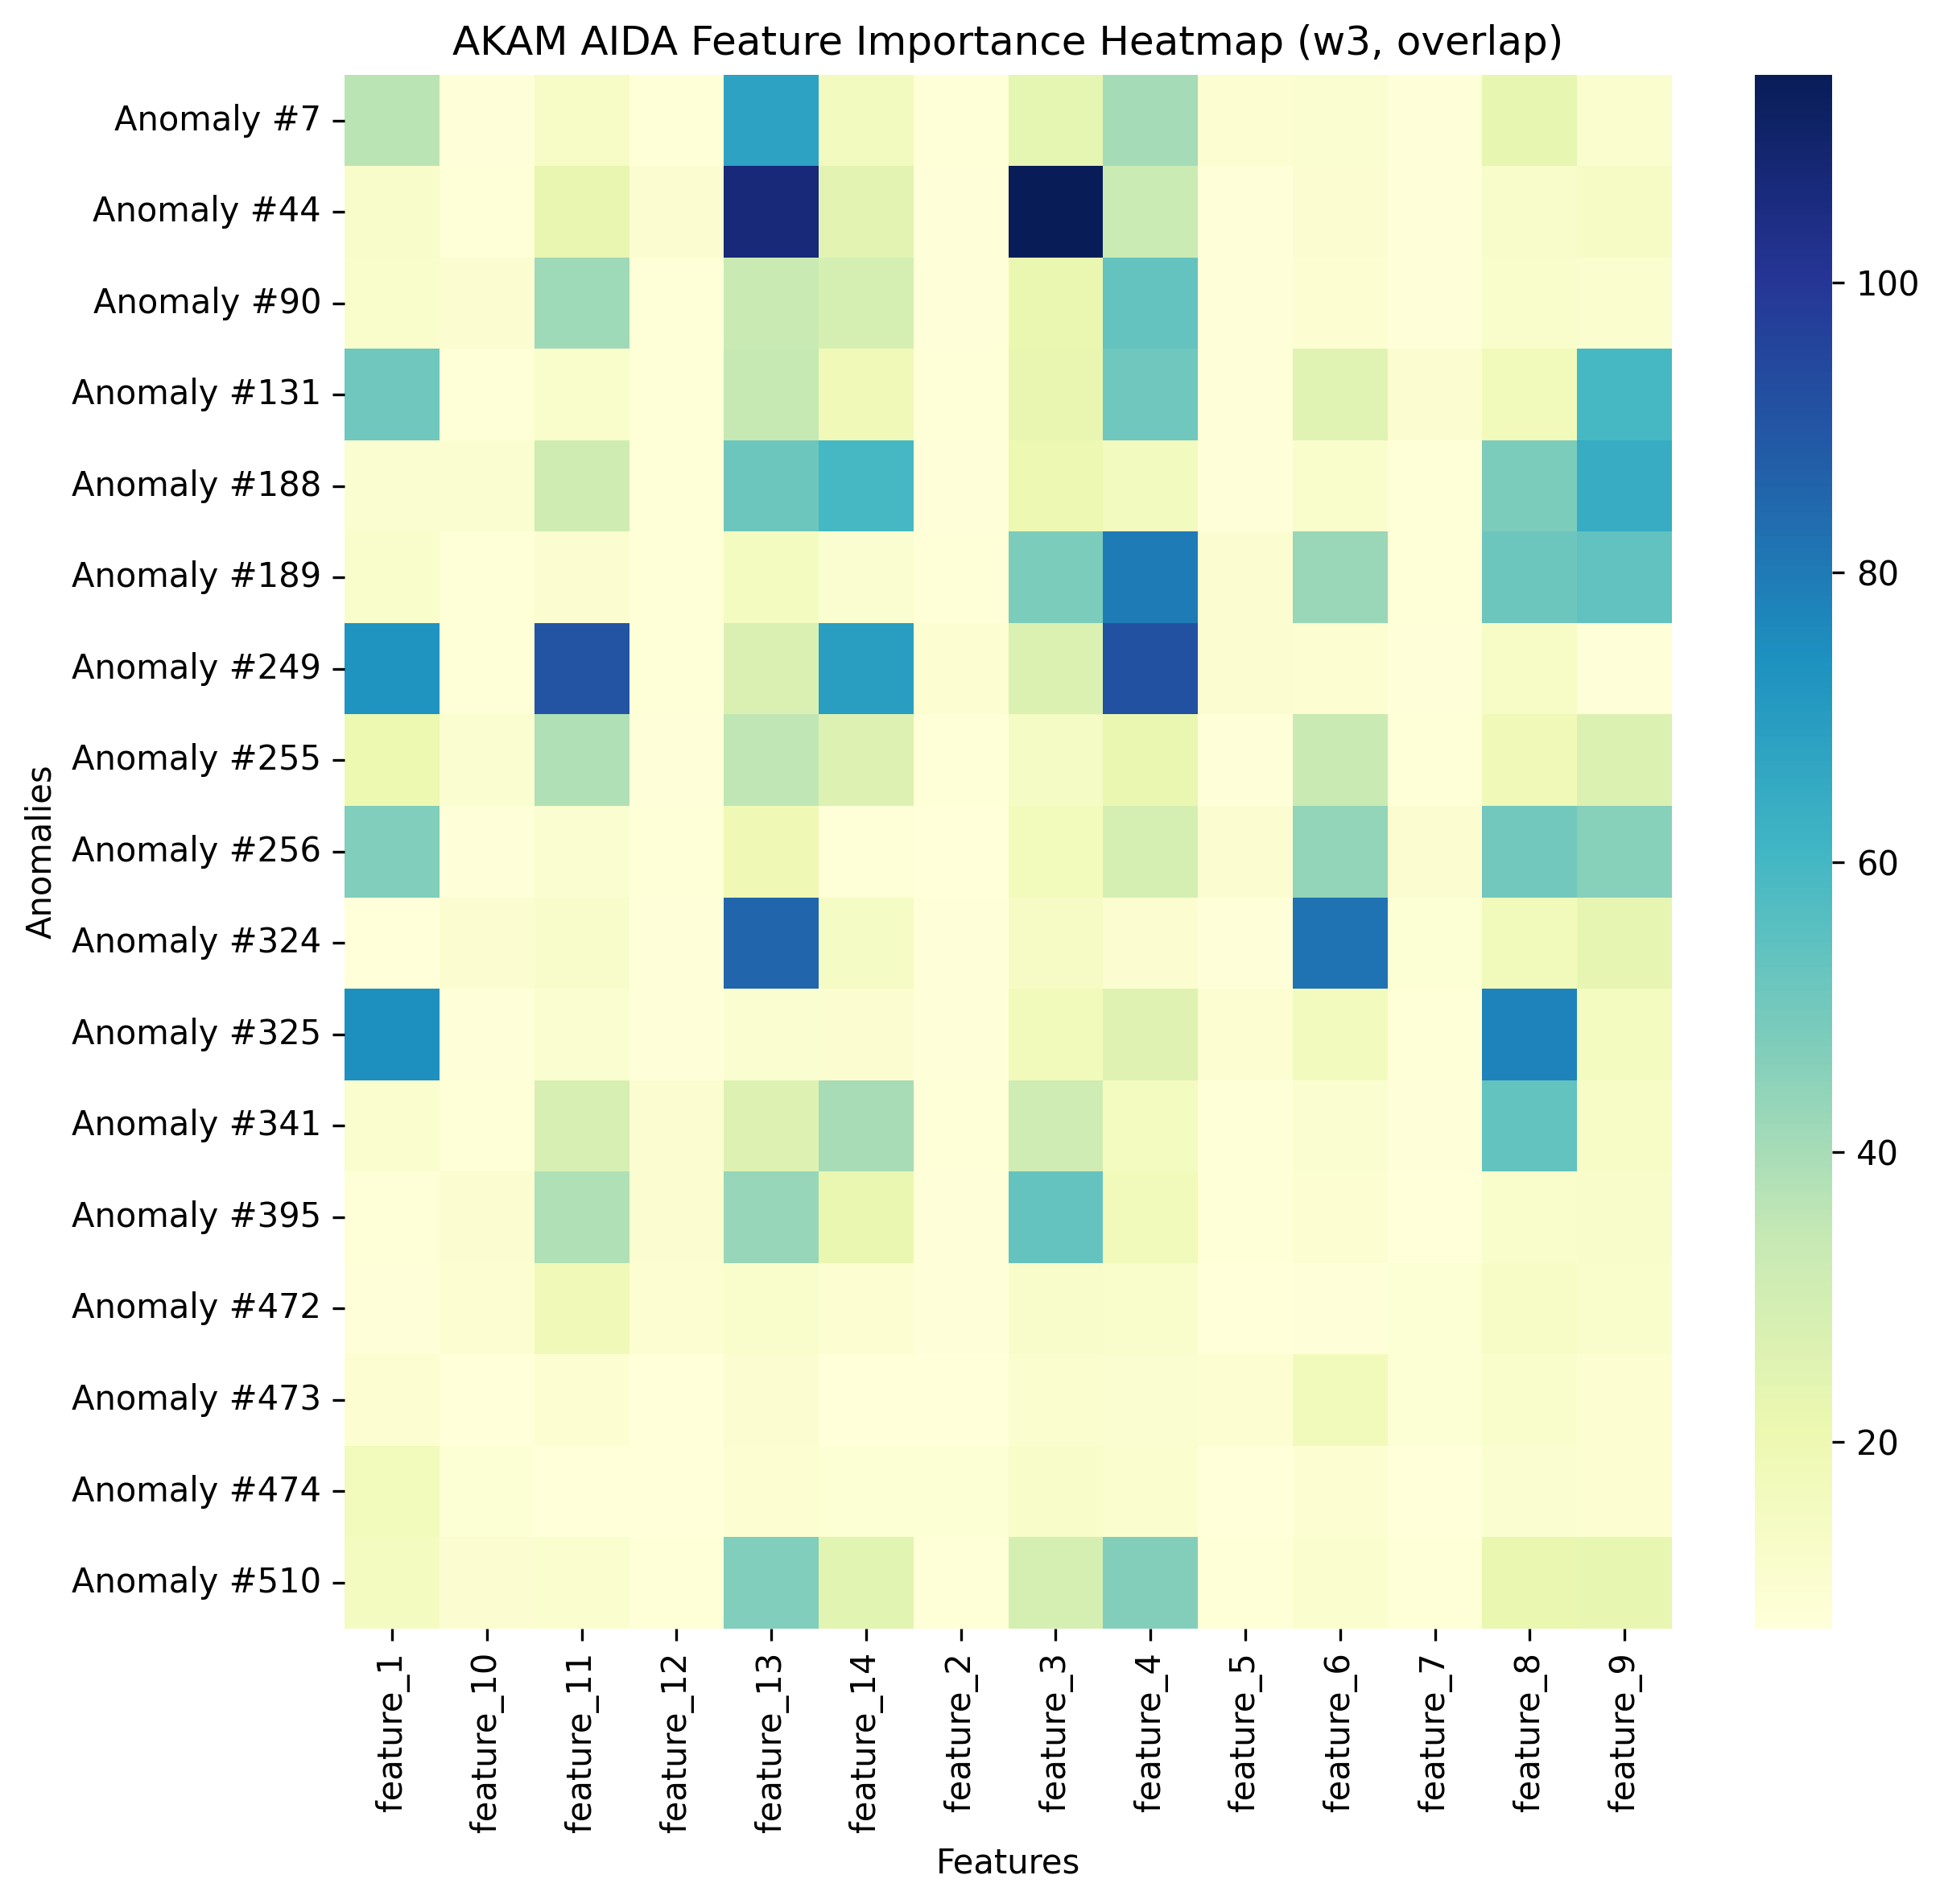 AKAM AIDA Feature Importance Heatmap (w3, overlap)
Anomalies
Anomaly #7
Anomaly #44
Anomaly #90
Anomaly #131
Anomaly #188
Anomaly #189
Anomaly #249
Anomaly #255
Anomaly #256
Anomaly #324
Anomaly #325
Anomaly #341
Anomaly #395
Anomaly #472
Anomaly #473
Anomaly #474
Anomaly #510
feature_1
feature_10
feature_11
feature_12
feature_13
feature_14
feature_2
feature_3
feature_4
feature_5
feature_6
feature_7
feature_8
feature_9
Features
100
80
60
40
20